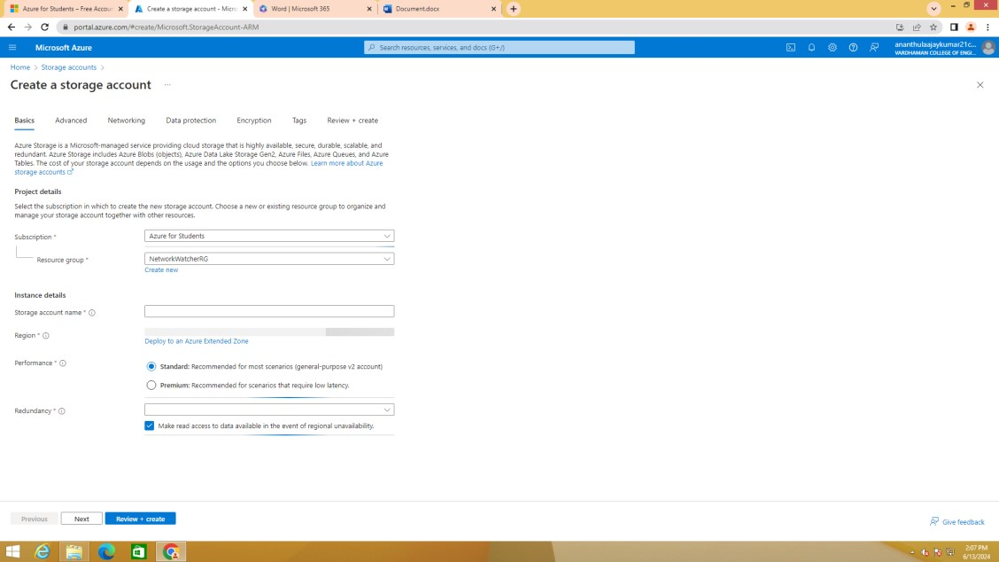 Azure for Students – Free Accoun
Create a storage account - Micro
Word | Microsoft 365
Document.docx
portal.azure.com/#create/Microsoft.StorageAccount-ARM
Microsoft Azure
Search resources, services, and docs (G+/)
ananthulaajaykumar21c...
VARDHAMAN COLLEGE OF ENGI...
Home > Storage accounts >
Create a storage account ...
Basics Advanced Networking Data protection Encryption Tags Review + create
Azure Storage is a Microsoft-managed service providing cloud storage that is highly available, secure, durable, scalable, and
redundant. Azure Storage includes Azure Blobs (objects), Azure Data Lake Storage Gen2, Azure Files, Azure Queues, and Azure
Tables. The cost of your storage account depends on the usage and the options you choose below. Learn more about Azure
storage accounts
Project details
Select the subscription in which to create the new storage account. Choose a new or existing resource group to organize and
manage your storage account together with other resources.
Subscription * Azure for Students
Resource group * NetworkWatcherRG
Create new
Instance details
Storage account name *
Region *
Deploy to an Azure Extended Zone
Performance * Standard: Recommended for most scenarios (general-purpose v2 account)
Premium: Recommended for scenarios that require low latency.
Redundancy *
Make read access to data available in the event of regional unavailability.
Previous Next Review + create
Give feedback
2:07 PM
6/13/2024